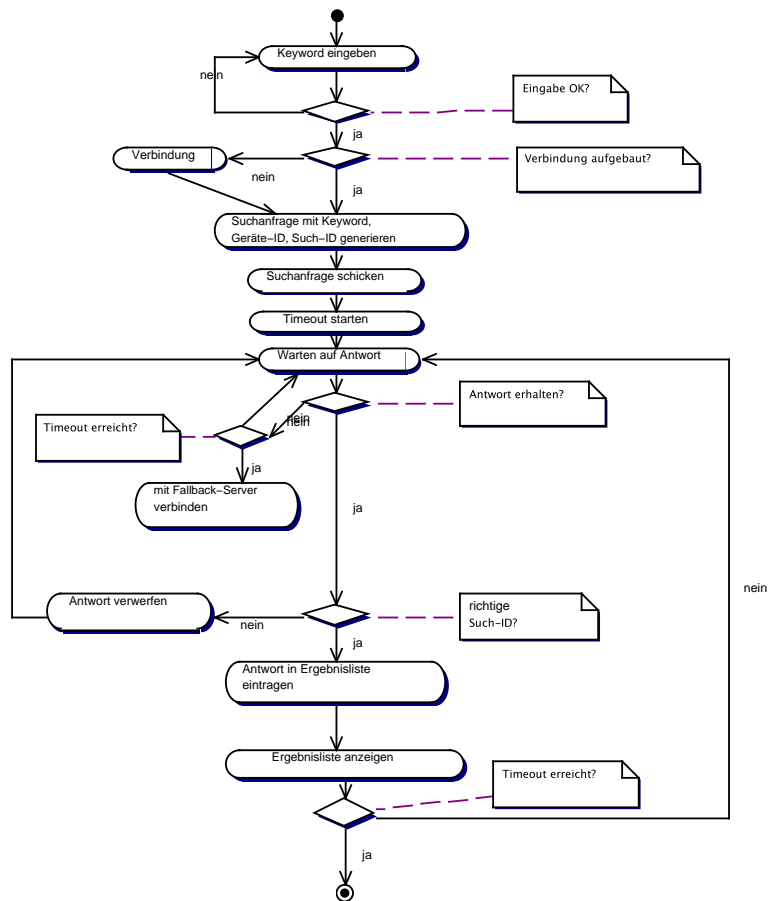 Keyword eingeben
nein
Eingabe OK?
ja
Verbindung
nein
Verbindung aufgebaut?
ja
Suchanfrage mit Keyword,
Geräte–ID, Such–ID generieren
Suchanfrage schicken
Timeout starten
Warten auf Antwort
Antwort erhalten?
nein
nein
Timeout erreicht?
ja
mit Fallback–Server
verbinden
ja
nein
Antwort verwerfen
nein
richtige
Such–ID?
ja
Antwort in Ergebnisliste
eintragen
Ergebnisliste anzeigen
Timeout erreicht?
ja